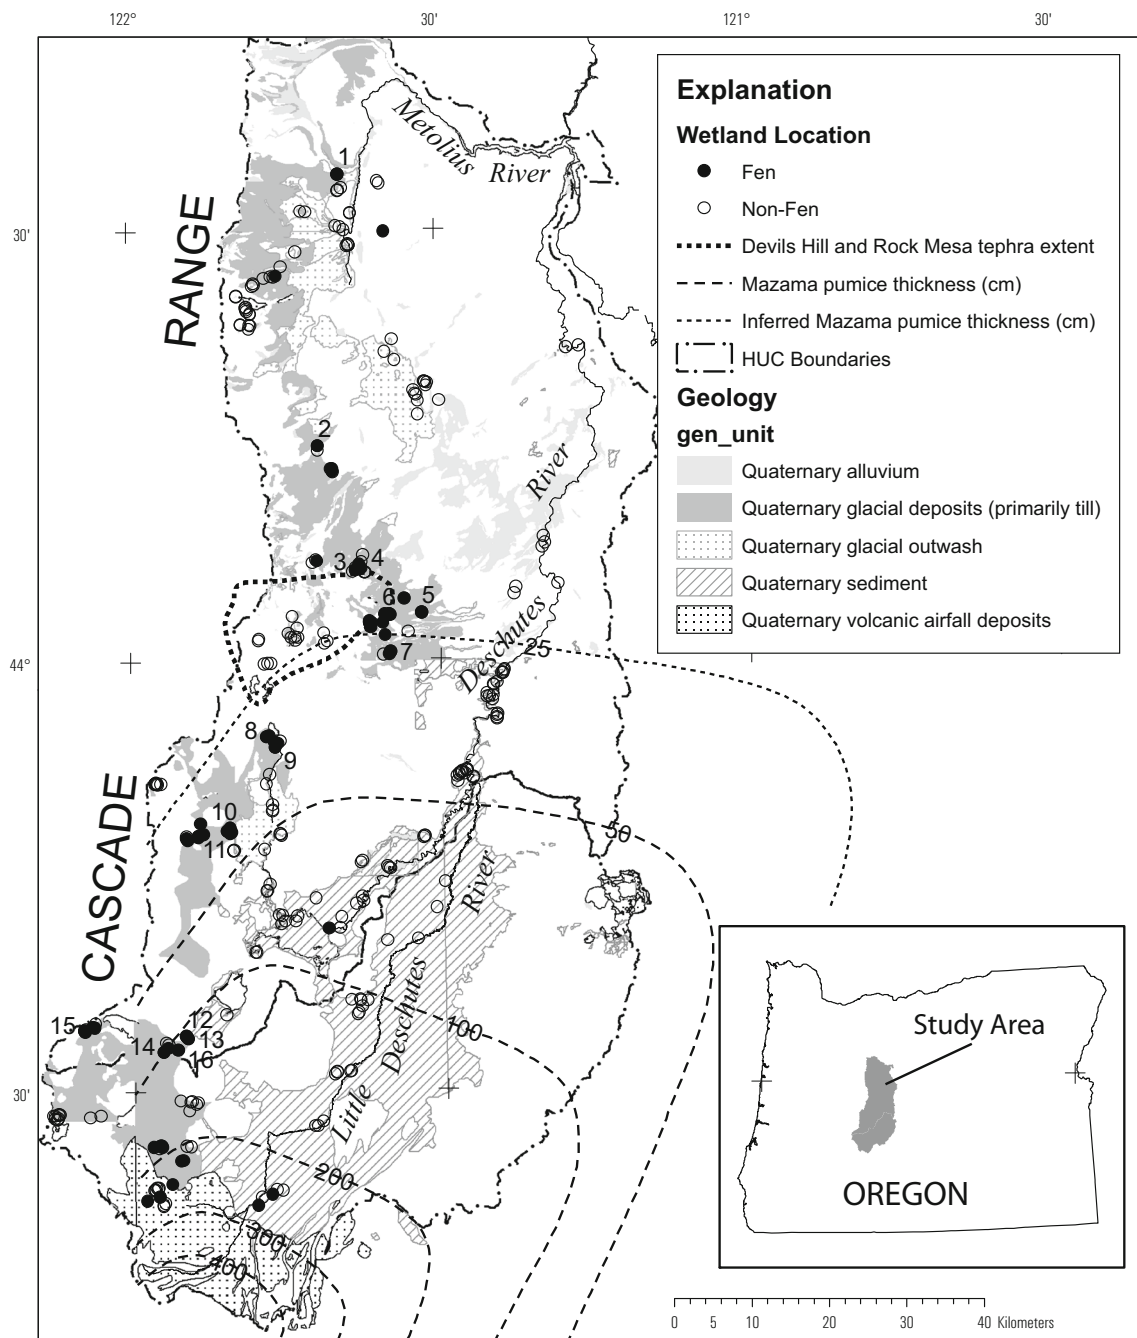 122°
30'
121°
30'
Explanation
Wetland Location
Fen
Non-Fen
Devils Hill and Rock Mesa tephra extent
Mazama pumice thickness (cm)
Inferred Mazama pumice thickness (cm)
HUC Boundaries
Geology
gen_unit
Quaternary alluvium
Quaternary glacial deposits (primarily till)
Quaternary glacial outwash
Quaternary sediment
Quaternary volcanic airfall deposits
Metolius
River
1
30'
RANGE
2
River
3
4
6
5
7
44°
Deschutes
25
8
9
CASCADE
10
11
50
River
Little Deschutes
100
12
13
14
15
16
30'
200
300
400
Study Area
OREGON
0 5 10 20 30 40 Kilometers